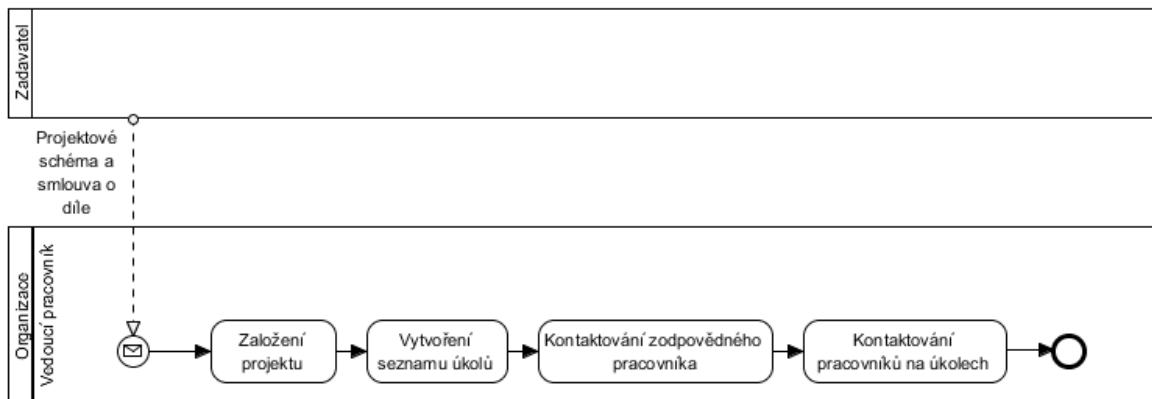 Zadavatel
Projektové
schéma a
smlouva o
díle
Organizace
Vedoucí pracovník
Založení
projektu
Vytvoření
seznamu úkolů
Kontaktování zodpovědného
pracovníka
Kontaktování
pracovníků na úkolech